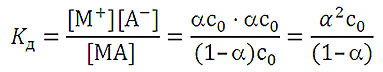 Kд = [M⁺][A⁻] / [MA] = αc₀ · αc₀ / (1–α)c₀ = α²c₀ / (1–α)